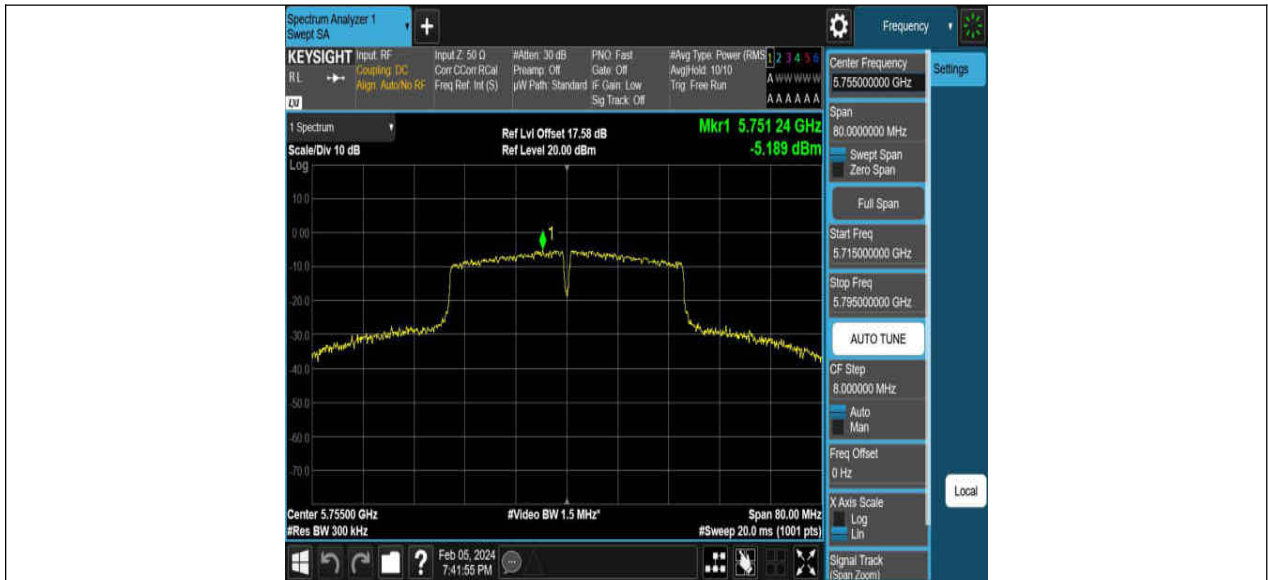 Spectrum Analyzer 1
Swept SA
+
Frequency
KEYSIGHT
RL
LXI
Input: RF
Coupling: DC
Align: Auto/No RF
Input Z: 50 Ω
Corr CCorr RCal
Freq Ref: Int (S)
#Atten: 30 dB
Preamp: Off
µW Path: Standard
PNO: Fast
Gate: Off
IF Gain: Low
Sig Track: Off
#Avg Type: Power (RMS
Avg|Hold: 10/10
Trig: Free Run
1 2 3 4 5 6
A W W W W W
A A A A A A
1 Spectrum
Scale/Div 10 dB
Ref Lvl Offset 17.58 dB
Ref Level 20.00 dBm
Mkr1 5.751 24 GHz
-5.189 dBm
Log
10.0
0.00
-10.0
-20.0
-30.0
-40.0
-50.0
-60.0
-70.0
1
Center 5.75500 GHz
#Res BW 300 kHz
#Video BW 1.5 MHz*
Span 80.00 MHz
#Sweep 20.0 ms (1001 pts)
Center Frequency
5.755000000 GHz
Span
80.0000000 MHz
Swept Span
Zero Span
Full Span
Start Freq
5.715000000 GHz
Stop Freq
5.795000000 GHz
AUTO TUNE
CF Step
8.000000 MHz
Auto
Man
Freq Offset
0 Hz
X Axis Scale
Log
Lin
Signal Track
(Span Zoom)
Settings
Local
?
Feb 05, 2024
7:41:55 PM